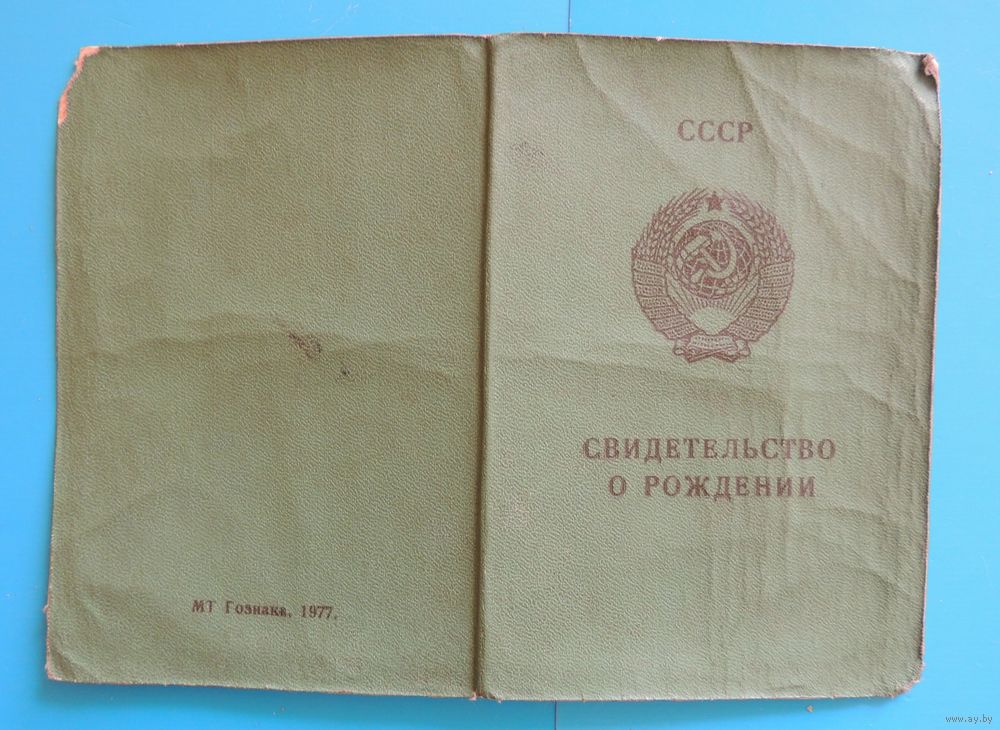 СССР
СВИДЕТЕЛЬСТВО
О РОЖДЕНИИ
МТ Гознака. 1977.
www.ay.by